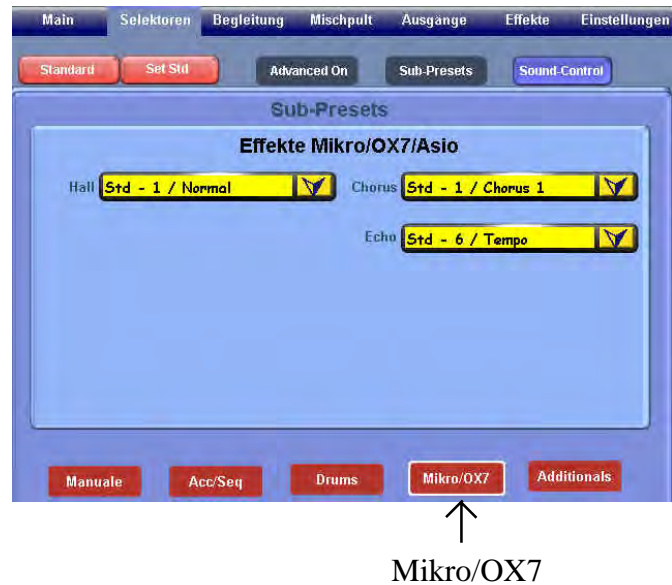 Main Selektoren Begleitung Mischpult Ausgänge Effekte Einstellungen
Standard Set Std Advanced On Sub-Presets Sound-Control
Sub-Presets
Effekte Mikro/OX7/Asio
Hall Std - 1 / Normal Chorus Std - 1 / Chorus 1
Echo Std - 6 / Tempo
Manuale Acc/Seq Drums Mikro/OX7 Additionals
Mikro/OX7